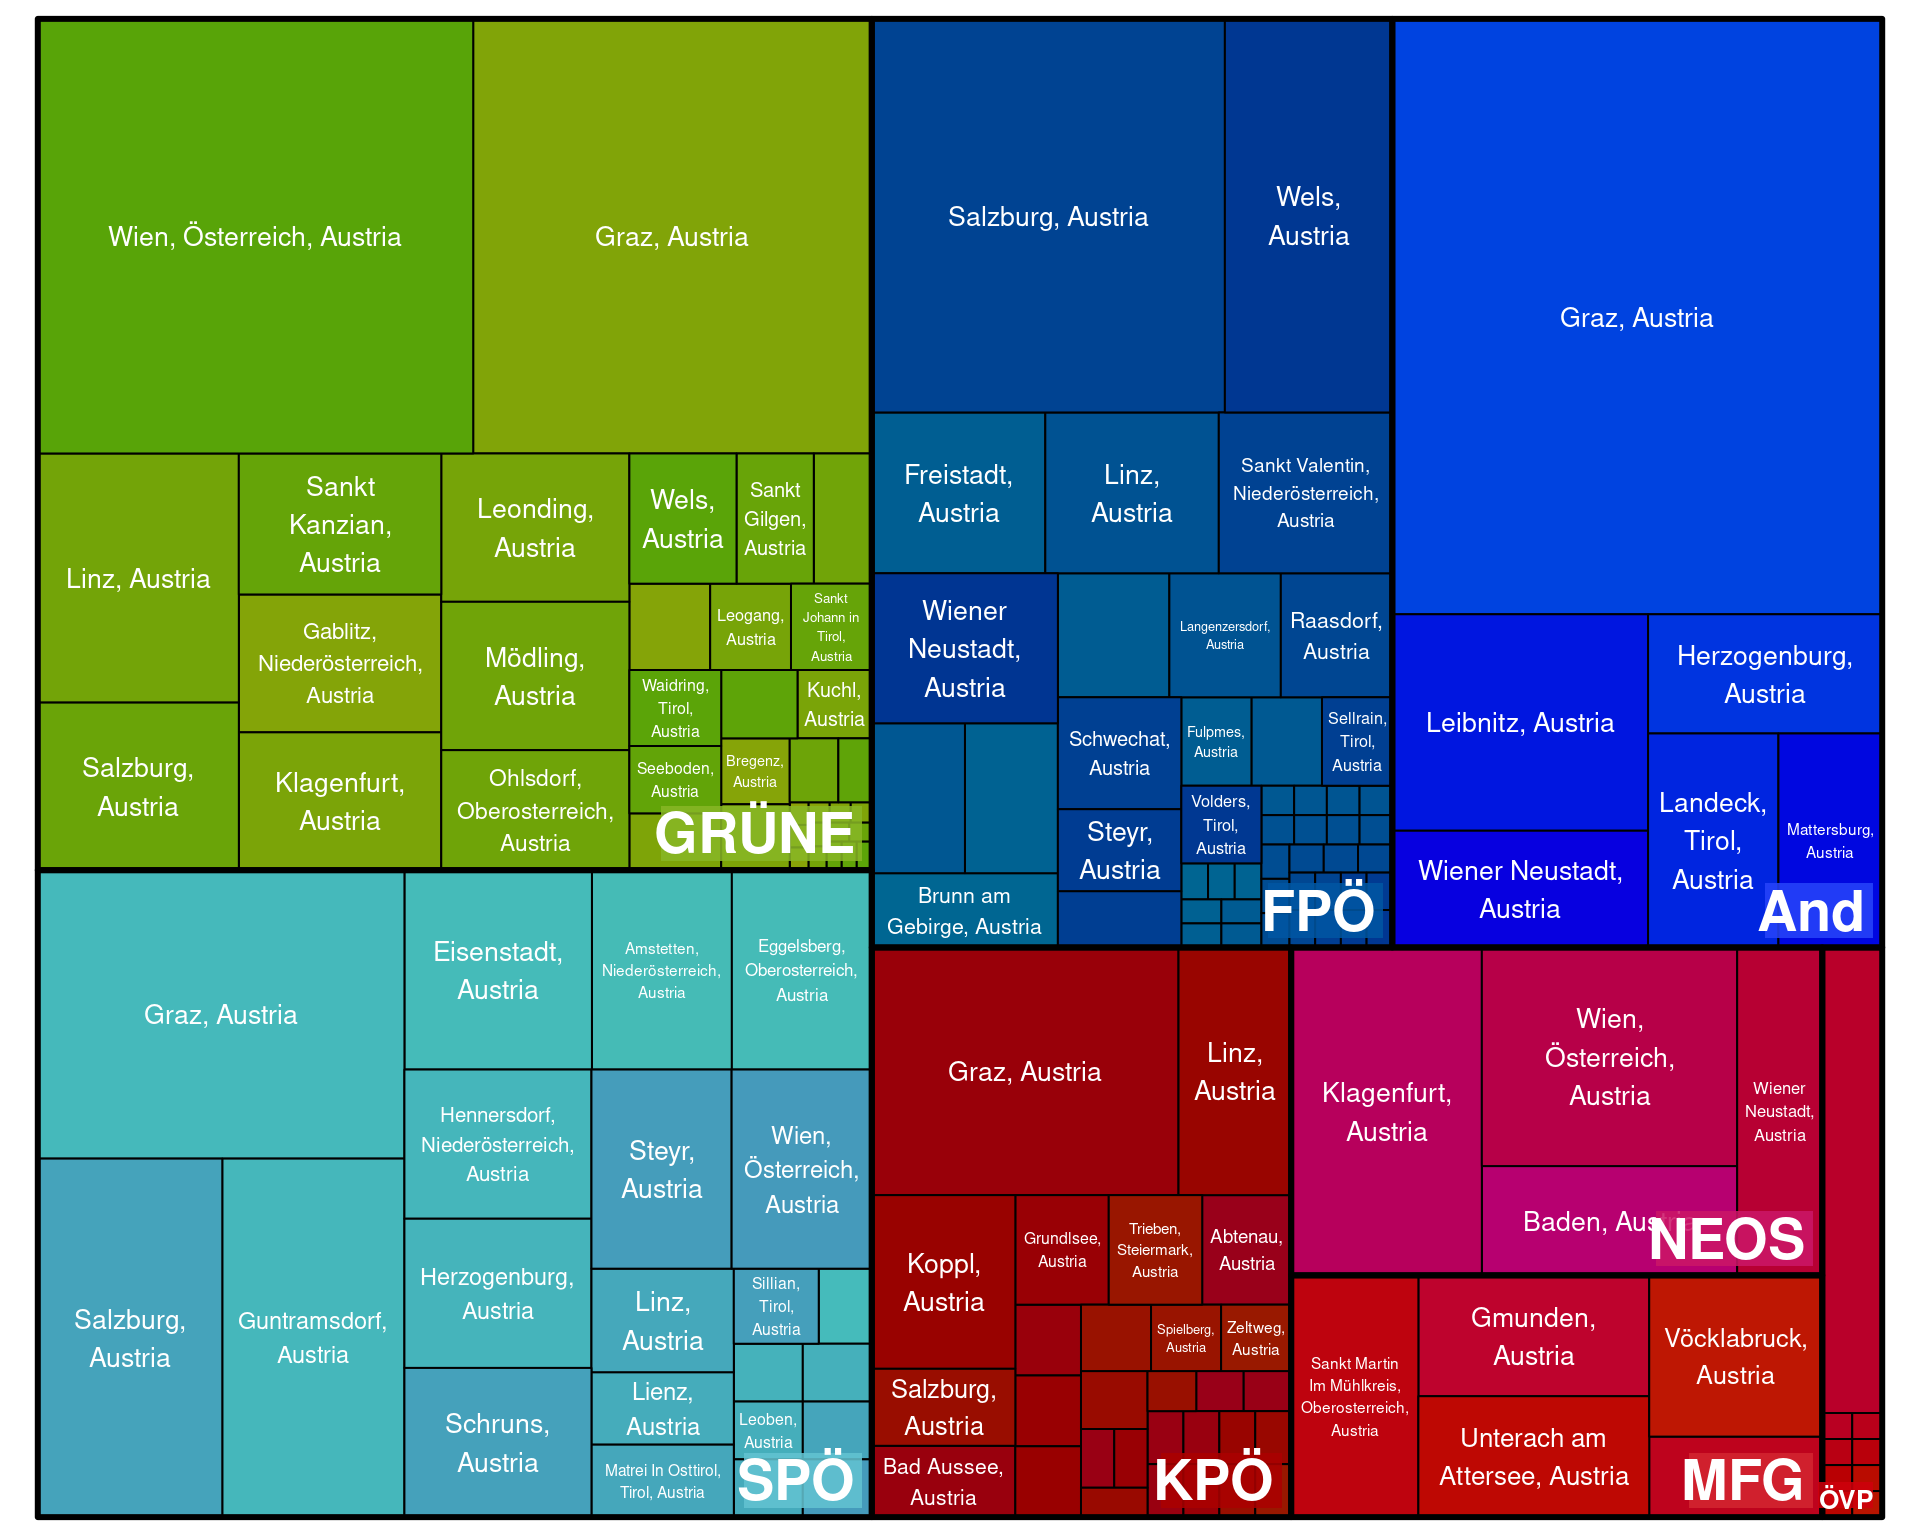 Wien, Österreich, Austria
Graz, Austria
Linz, Austria
Sankt
Kanzian,
Austria
Leonding,
Austria
Wels,
Austria
Sankt
Gilgen,
Austria
Gablitz,
Niederösterreich,
Austria
Mödling,
Austria
Leogang,
Austria
Sankt
Johann in
Tirol,
Austria
Waidring,
Tirol,
Austria
Kuchl,
Austria
Salzburg,
Austria
Klagenfurt,
Austria
Ohlsdorf,
Oberosterreich,
Austria
Seeboden,
Austria
Bregenz,
Austria
GRÜNE
Salzburg, Austria
Wels,
Austria
Freistadt,
Austria
Linz,
Austria
Sankt Valentin,
Niederösterreich,
Austria
Wiener
Neustadt,
Austria
Langenzersdorf,
Austria
Raasdorf,
Austria
Schwechat,
Austria
Fulpmes,
Austria
Sellrain,
Tirol,
Austria
Steyr,
Austria
Volders,
Tirol,
Austria
Brunn am
Gebirge, Austria
FPÖ
Graz, Austria
Leibnitz, Austria
Herzogenburg,
Austria
Landeck,
Tirol,
Austria
Mattersburg,
Austria
Wiener Neustadt,
Austria
And
Graz, Austria
Eisenstadt,
Austria
Amstetten,
Niederösterreich,
Austria
Eggelsberg,
Oberosterreich,
Austria
Hennersdorf,
Niederösterreich,
Austria
Steyr,
Austria
Wien,
Österreich,
Austria
Salzburg,
Austria
Guntramsdorf,
Austria
Herzogenburg,
Austria
Linz,
Austria
Sillian,
Tirol,
Austria
Schruns,
Austria
Lienz,
Austria
Leoben,
Austria
Matrei In Osttirol,
Tirol, Austria
SPÖ
Graz, Austria
Linz,
Austria
Koppl,
Austria
Grundlsee,
Austria
Trieben,
Steiermark,
Austria
Abtenau,
Austria
Spielberg,
Austria
Zeltweg,
Austria
Salzburg,
Austria
Bad Aussee,
Austria
KPÖ
Klagenfurt,
Austria
Wien,
Österreich,
Austria
Wiener
Neustadt,
Austria
Baden, Austria
NEOS
Sankt Martin
Im Mühlkreis,
Oberosterreich,
Austria
Gmunden,
Austria
Vöcklabruck,
Austria
Unterach am
Attersee, Austria
MFG
ÖVP